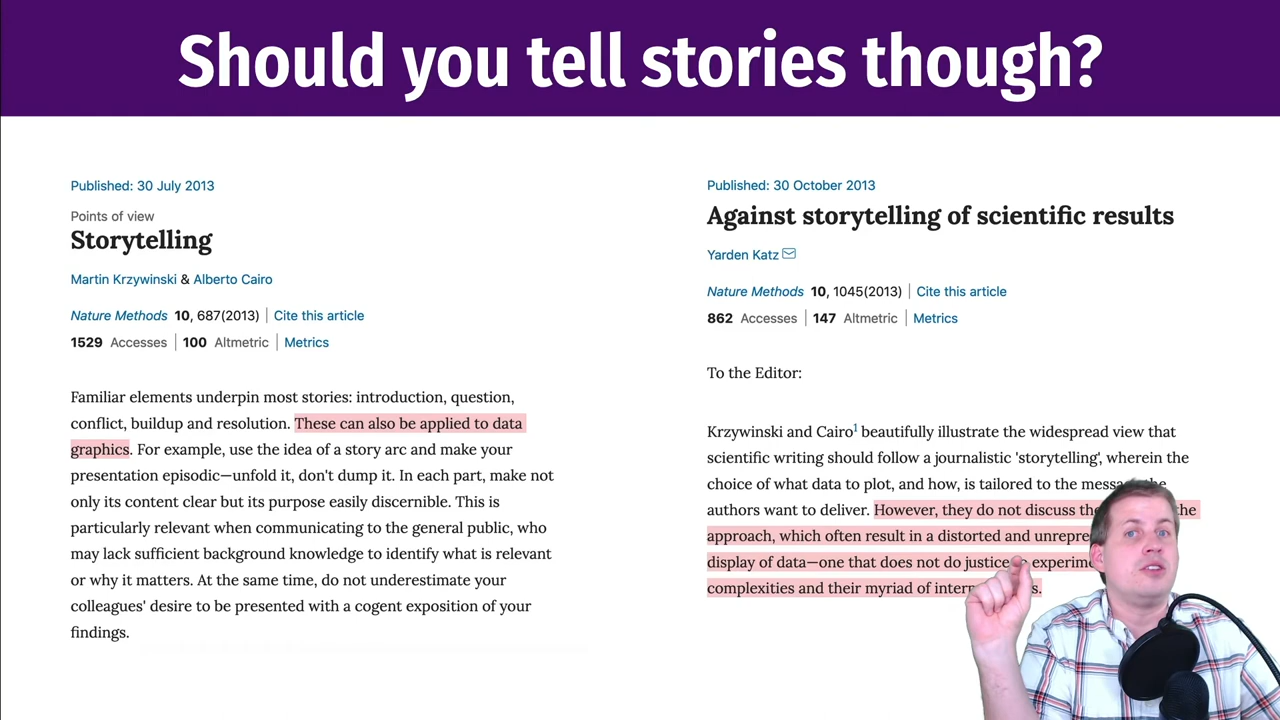 Should you tell stories though?
Published: 30 July 2013
Points of view
Storytelling
Martin Krzywinski & Alberto Cairo
Nature Methods 10, 687(2013) | Cite this article
1529 Accesses | 100 Altmetric | Metrics
Familiar elements underpin most stories: introduction, question,
conflict, buildup and resolution. These can also be applied to data
graphics. For example, use the idea of a story arc and make your
presentation episodic—unfold it, don't dump it. In each part, make not
only its content clear but its purpose easily discernible. This is
particularly relevant when communicating to the general public, who
may lack sufficient background knowledge to identify what is relevant
or why it matters. At the same time, do not underestimate your
colleagues' desire to be presented with a cogent exposition of your
findings.
Published: 30 October 2013
Against storytelling of scientific results
Yarden Katz
Nature Methods 10, 1045(2013) | Cite this article
862 Accesses | 147 Altmetric | Metrics
To the Editor:
Krzywinski and Cairo1 beautifully illustrate the widespread view that
scientific writing should follow a journalistic 'storytelling', wherein the
choice of what data to plot, and how, is tailored to the the
authors want to deliver. However, they do not discuss the
approach, which often result in a distorted and
display of data—one that does not do justice
complexities and their myriad of